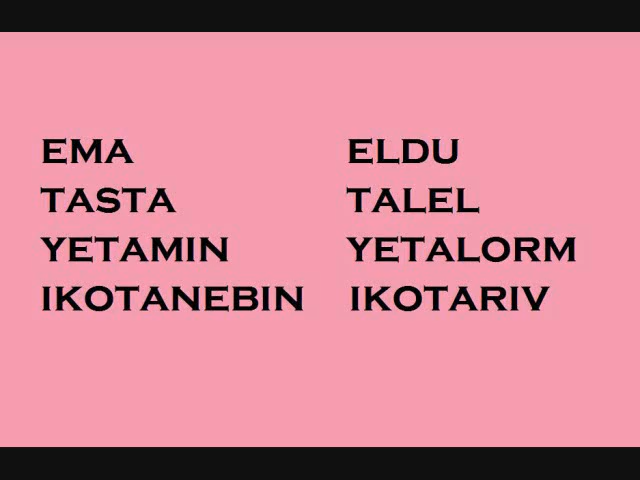 EMA ELDU
TASTA TALEL
YETAMIN YETALORM
IKOTANEBIN IKOTARIV